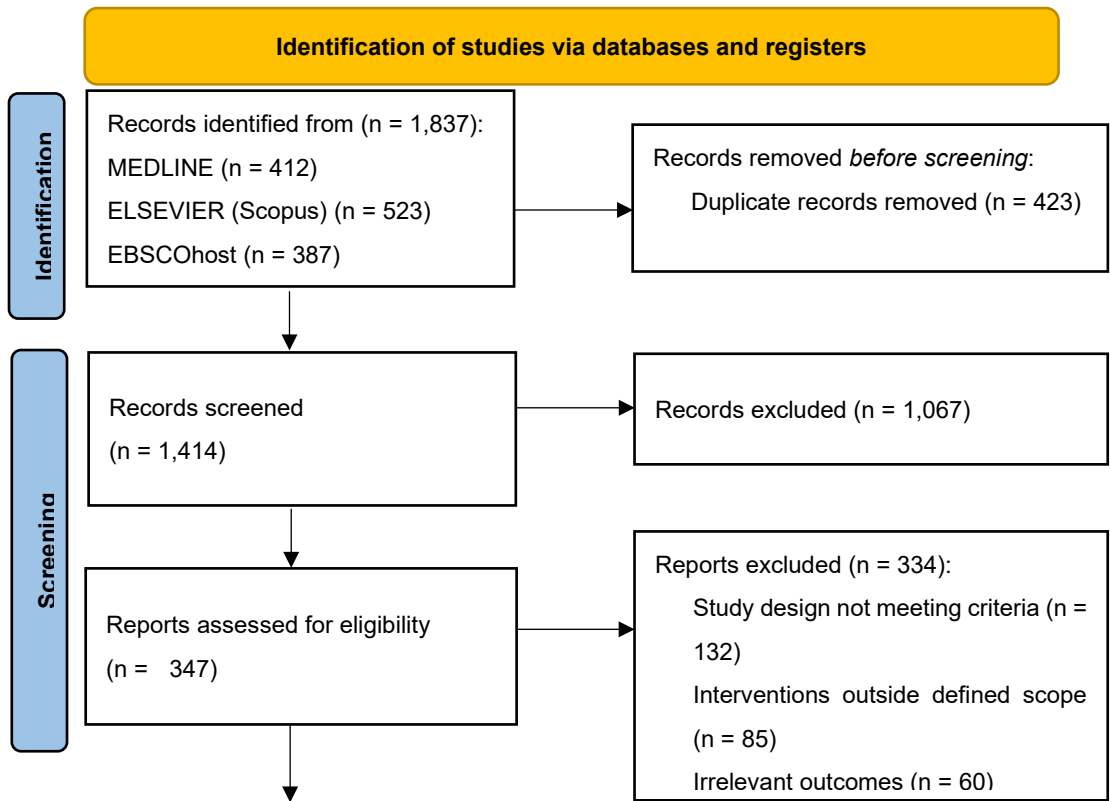 Identification of studies via databases and registers
Identification
Records identified from (n = 1,837):
MEDLINE (n = 412)
ELSEVIER (Scopus) (n = 523)
EBSCOhost (n = 387)
Records removed before screening:
Duplicate records removed (n = 423)
Screening
Records screened
(n = 1,414)
Records excluded (n = 1,067)
Reports assessed for eligibility
(n = 347)
Reports excluded (n = 334):
Study design not meeting criteria (n =
132)
Interventions outside defined scope
(n = 85)
Irrelevant outcomes (n = 60)